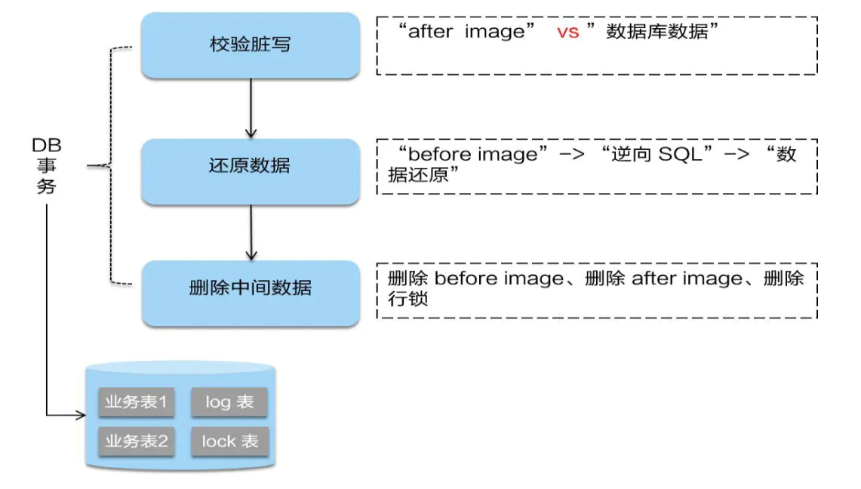 校验脏写
“after image” vs ”数据库数据”
DB
事
务
还原数据
“before image”–> “逆向 SQL”–> “数
据还原”
删除中间数据
删除 before image、删除 after image、删除
行锁
业务表1
log 表
业务表2
lock 表